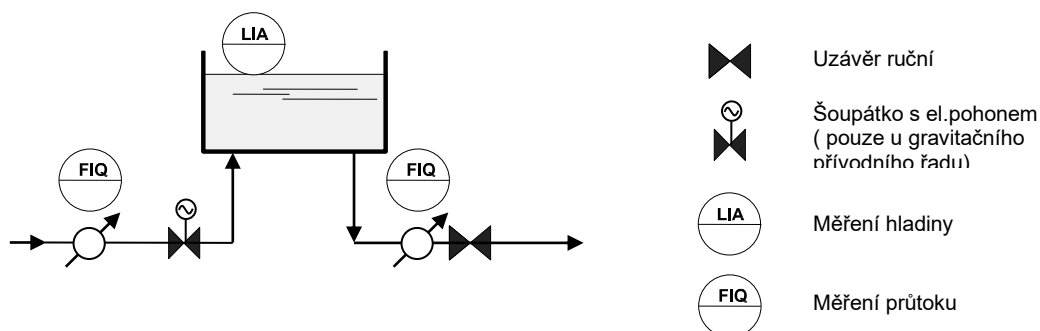 LIA
FIQ
FIQ
Uzávěr ruční
Šoupátko s el.pohonem
( pouze u gravitačního
přívodního řadu)
LIA
Měření hladiny
FIQ
Měření průtoku